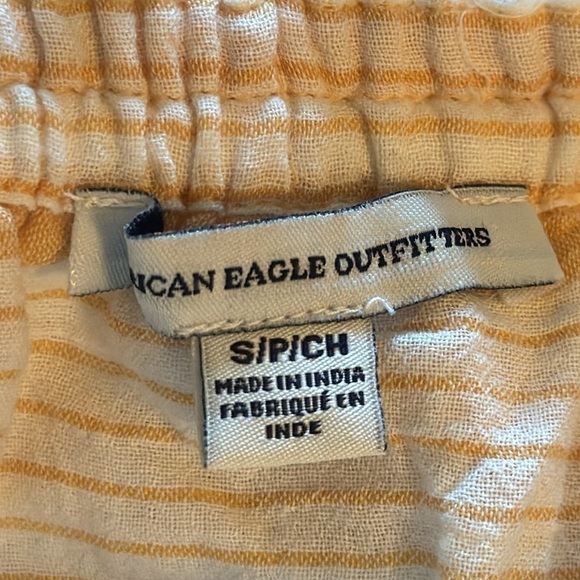 ICAN EAGLE OUTFITTERS
S/P/CH
MADE IN INDIA
FABRIQUÉ EN
INDE